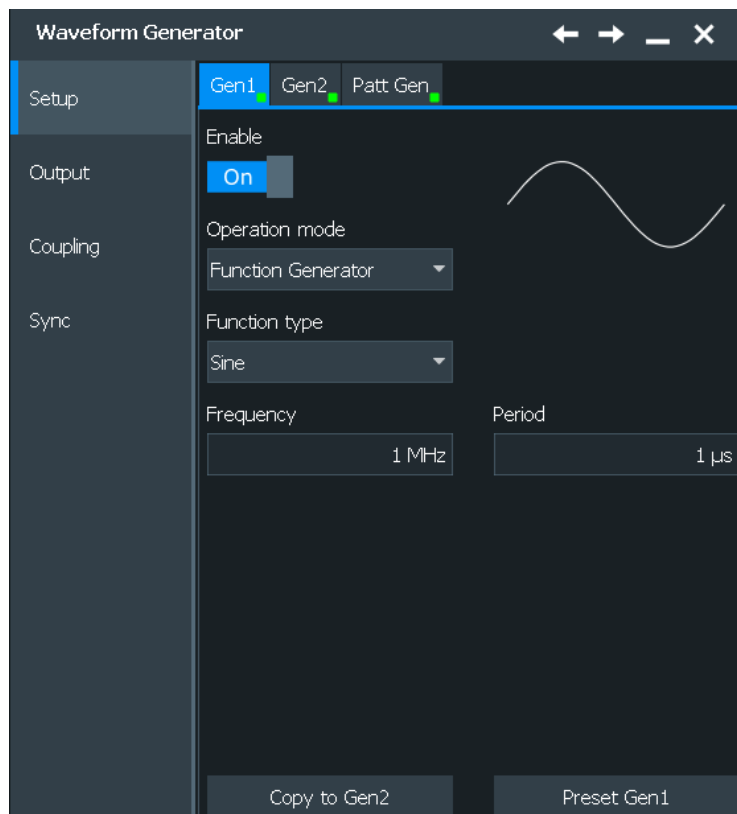 Waveform Generator
Setup
Output
Coupling
Sync
Gen1 Gen2 Patt Gen
Enable
On
Operation mode
Function Generator
Function type
Sine
Frequency Period
1 MHz 1 µs
Copy to Gen2 Preset Gen1